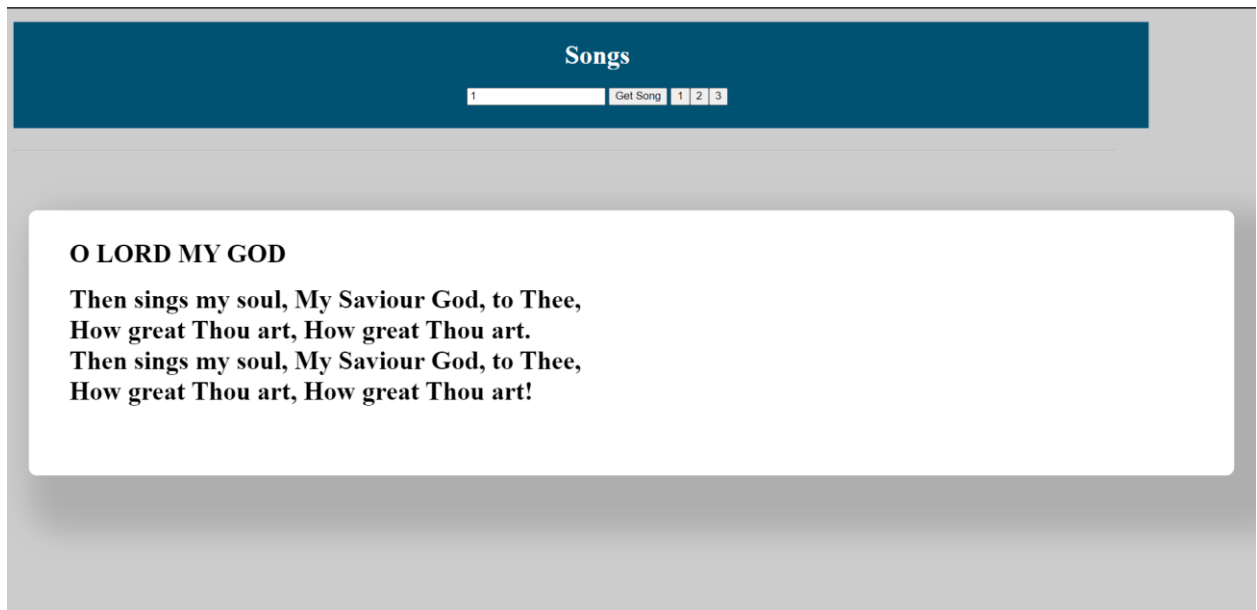 Songs
1 Get Song 1 2 3
O LORD MY GOD
Then sings my soul, My Saviour God, to Thee,
How great Thou art, How great Thou art.
Then sings my soul, My Saviour God, to Thee,
How great Thou art, How great Thou art!